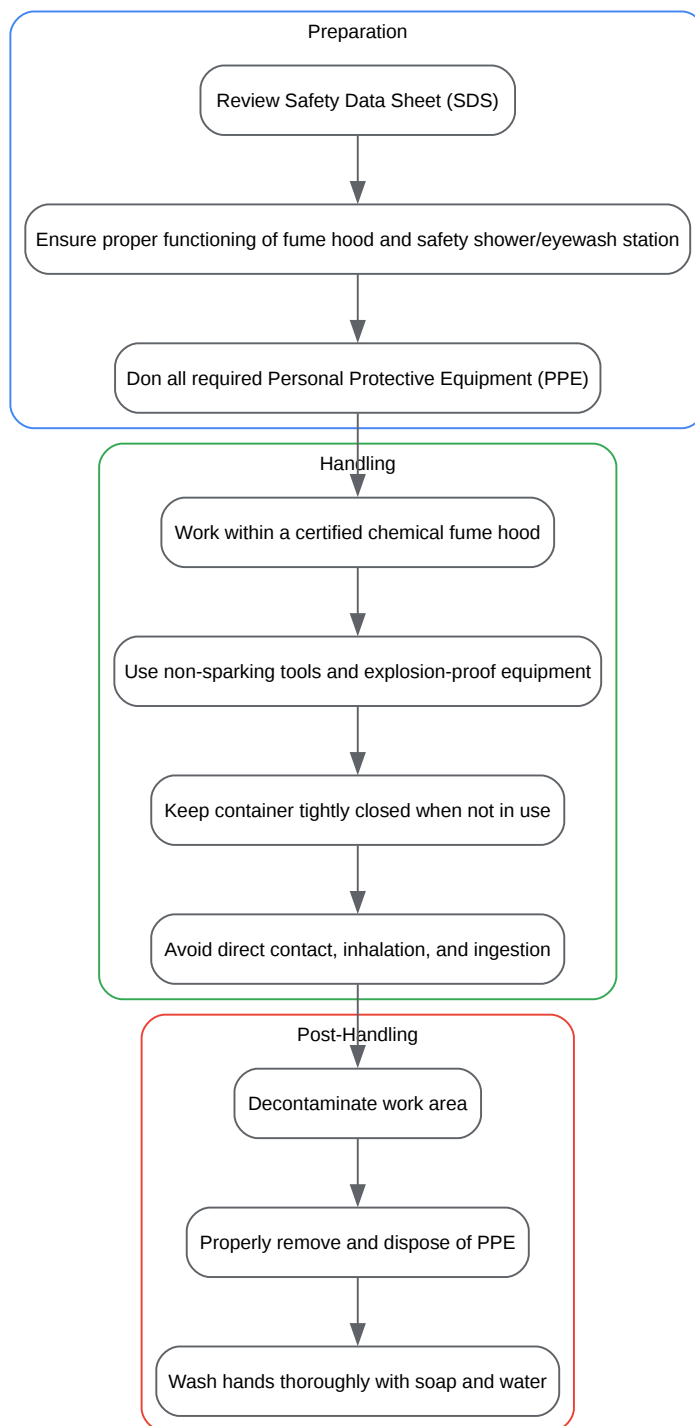 Preparation
Review Safety Data Sheet (SDS)
Ensure proper functioning of fume hood and safety shower/eyewash station
Don all required Personal Protective Equipment (PPE)
Handling
Work within a certified chemical fume hood
Use non-sparking tools and explosion-proof equipment
Keep container tightly closed when not in use
Avoid direct contact, inhalation, and ingestion
Post-Handling
Decontaminate work area
Properly remove and dispose of PPE
Wash hands thoroughly with soap and water